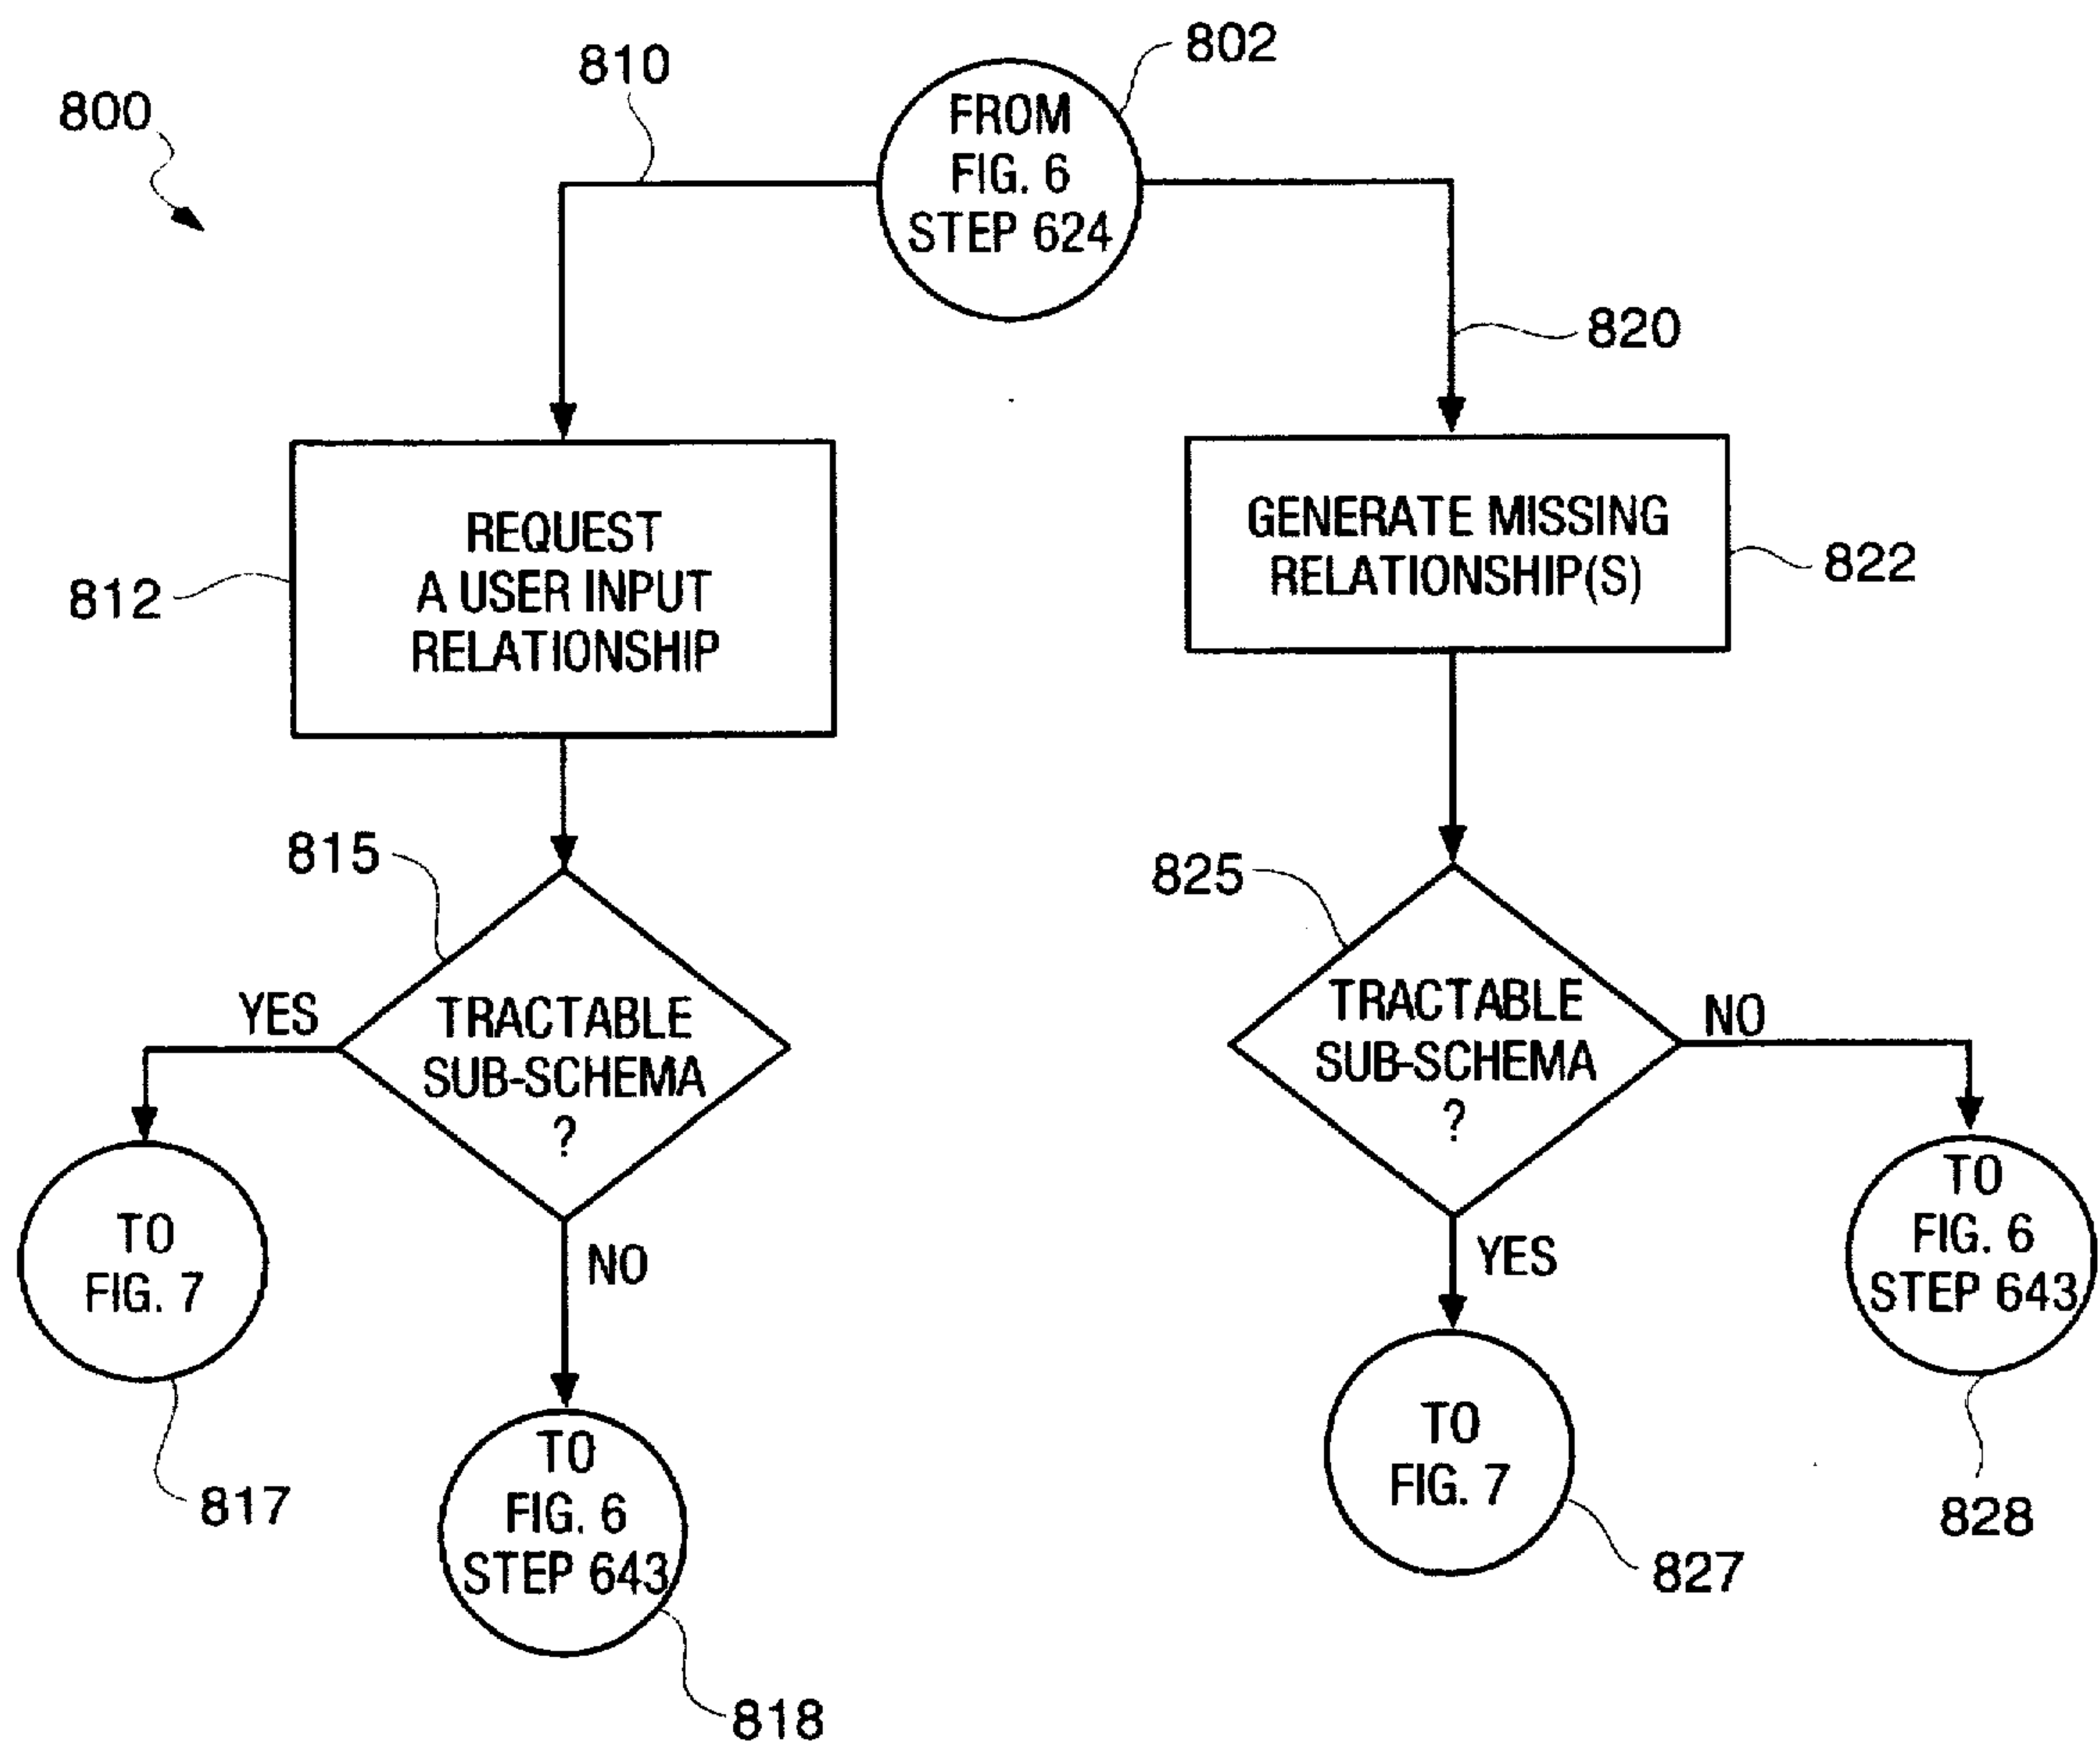 800
810
802
FROM
FIG. 6
STEP 624
820
812
REQUEST
A USER INPUT
RELATIONSHIP
GENERATE MISSING
RELATIONSHIP(S)
822
815
YES
TRACTABLE
SUB-SCHEMA
?
NO
825
TRACTABLE
SUB-SCHEMA
?
NO
YES
TO
FIG. 7
817
TO
FIG. 6
STEP 643
818
TO
FIG. 7
827
TO
FIG. 6
STEP 643
828